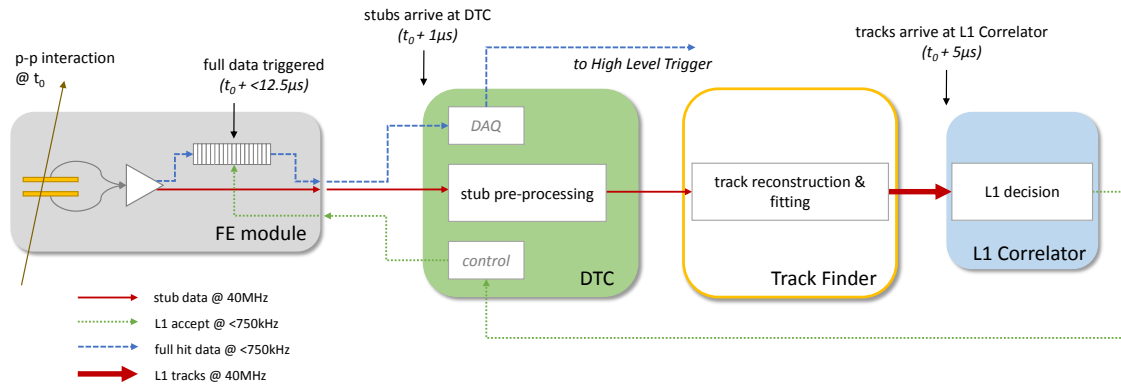 stubs arrive at DTC
(t0 + 1μs)
tracks arrive at L1 Correlator
(t0 + 5μs)
p-p interaction
@ t0
full data triggered
(t0 + <12.5μs)
to High Level Trigger
DAQ
stub pre-processing
track reconstruction &
fitting
L1 decision
FE module
control
DTC
Track Finder
L1 Correlator
stub data @ 40MHz
L1 accept @ <750kHz
full hit data @ <750kHz
L1 tracks @ 40MHz